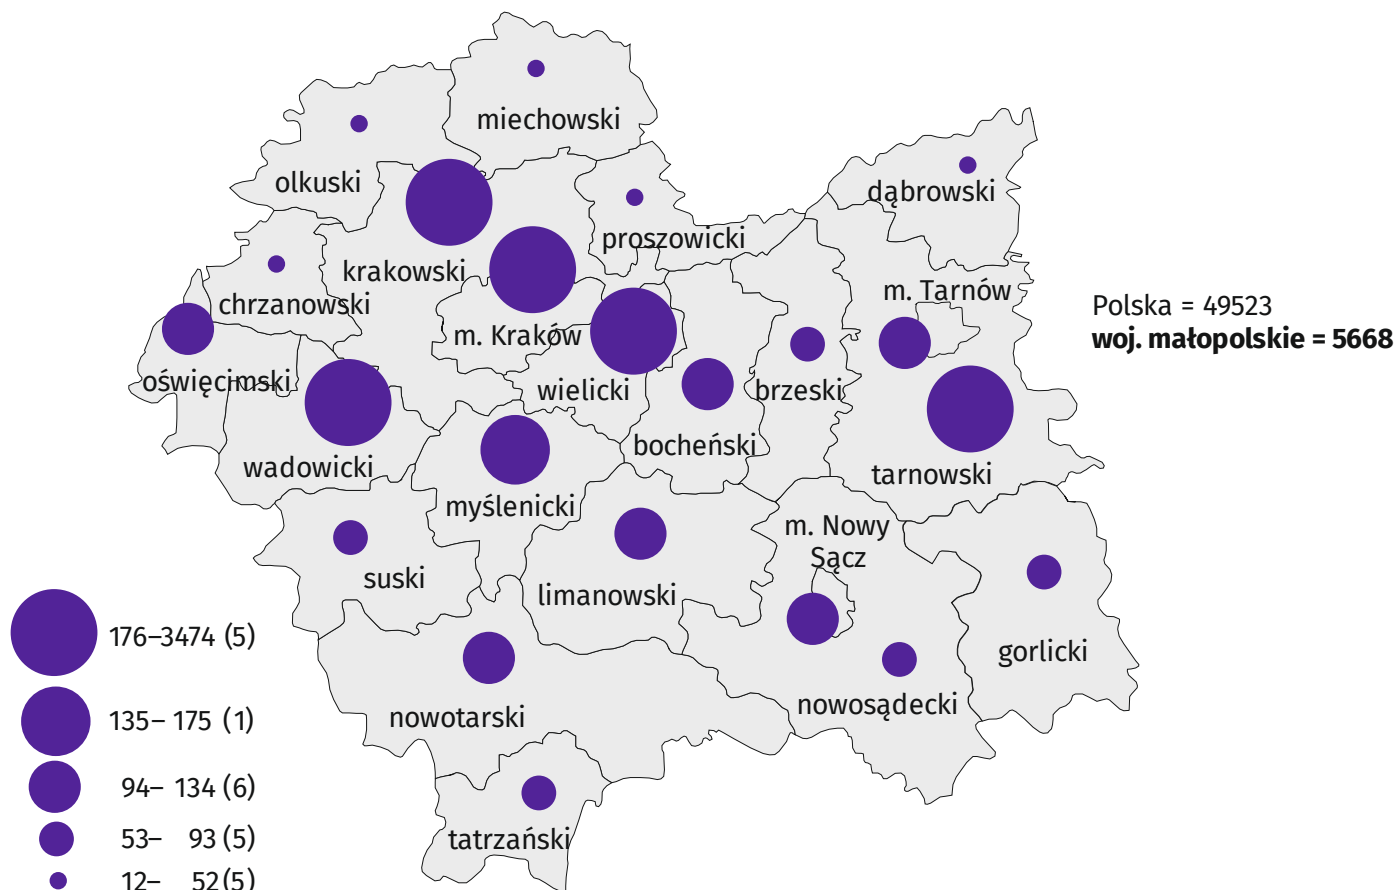 miechowski
olkuski
dąbrowski
proszowicki
krakowski
chrzanowski
m. Tarnów
Polska = 49523
woj. małopolskie = 5668
m. Kraków
oświęcimski
wielicki
brzeski
bocheński
wadowicki
tarnowski
myślenicki
m. Nowy
Sącz
suski
limanowski
176–3474 (5)
gorlicki
nowosądecki
135– 175 (1)
nowotarski
94– 134 (6)
53– 93 (5)
tatrzański
12– 52 (5)